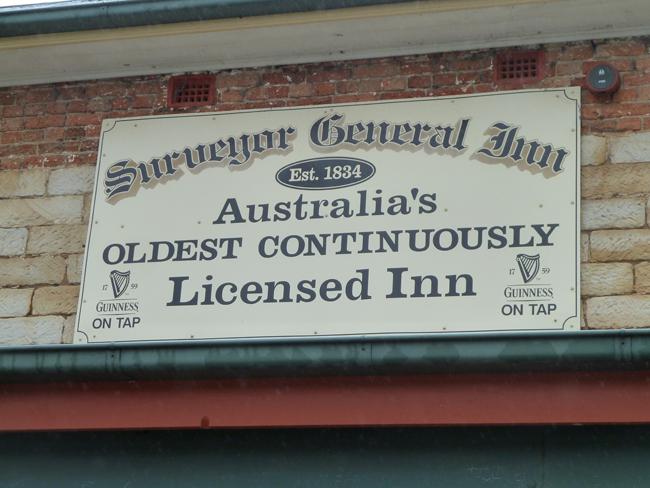 Surveyor General Inn
Est. 1834
Australia's
OLDEST CONTINUOUSLY
Licensed Inn
17 59
GUINNESS
ON TAP
17 59
GUINNESS
ON TAP